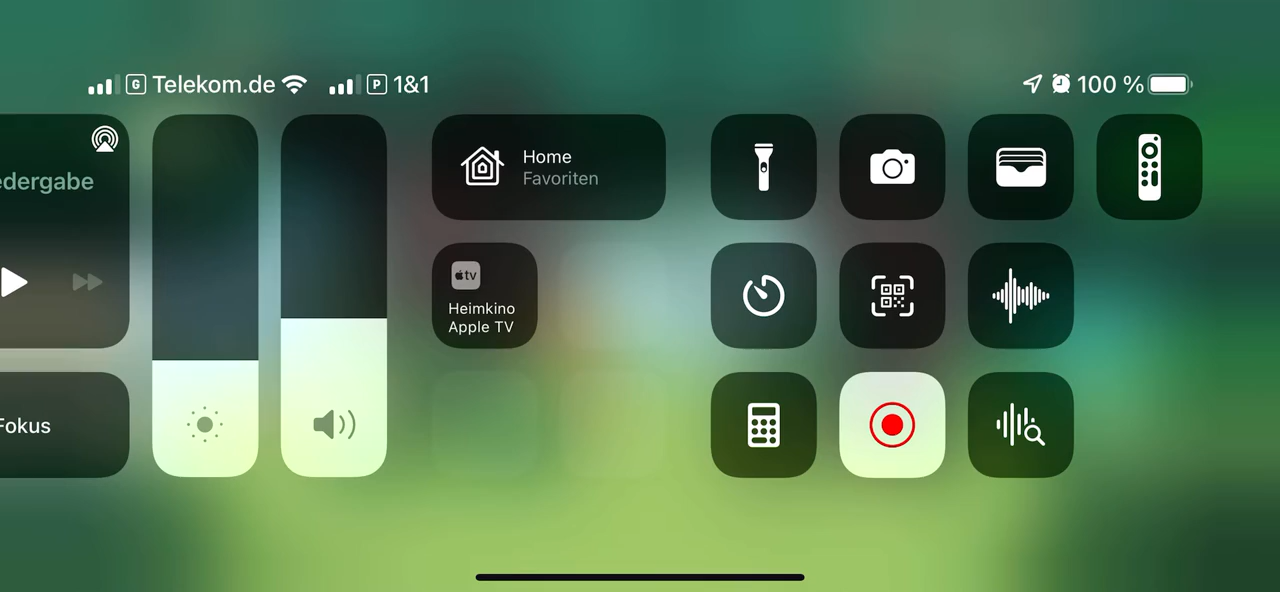 G Telekom.de P 1&1 100 %
edergabe
Home
Favoriten
tv
Heimkino
Apple TV
Fokus